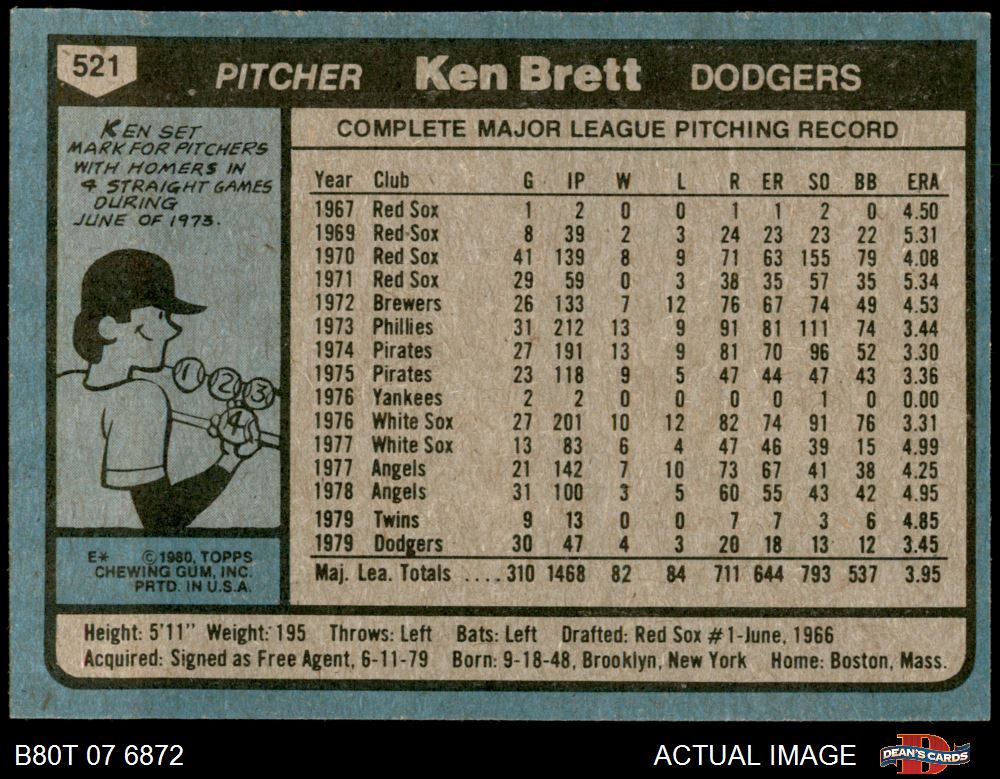 521 PITCHER Ken Brett DODGERS
KEN SET
MARK FOR PITCHERS
WITH HOMERS IN
4 STRAIGHT GAMES
DURING
JUNE OF 1973.
1 2 3
4
E* © 1980, TOPPS
CHEWING GUM, INC.
PRTD. IN U.S.A.
COMPLETE MAJOR LEAGUE PITCHING RECORD
Year Club G IP W L R ER SO BB ERA
1967 Red Sox 1 2 0 0 1 1 2 0 4.50
1969 Red Sox 8 39 2 3 24 23 23 22 5.31
1970 Red Sox 41 139 8 9 71 63 155 79 4.08
1971 Red Sox 29 59 0 3 38 35 57 35 5.34
1972 Brewers 26 133 7 12 76 67 74 49 4.53
1973 Phillies 31 212 13 9 91 81 111 74 3.44
1974 Pirates 27 191 13 9 81 70 96 52 3.30
1975 Pirates 23 118 9 5 47 44 47 43 3.36
1976 Yankees 2 2 0 0 0 0 1 0 0.00
1976 White Sox 27 201 10 12 82 74 91 76 3.31
1977 White Sox 13 83 6 4 47 46 39 15 4.99
1977 Angels 21 142 7 10 73 67 41 38 4.25
1978 Angels 31 100 3 5 60 55 43 42 4.95
1979 Twins 9 13 0 0 7 7 3 6 4.85
1979 Dodgers 30 47 4 3 20 18 13 12 3.45
Maj. Lea. Totals ....310 1468 82 84 711 644 793 537 3.95
Height: 5'11" Weight: 195 Throws: Left Bats: Left Drafted: Red Sox #1-June, 1966
Acquired: Signed as Free Agent, 6-11-79 Born: 9-18-48, Brooklyn, New York Home: Boston, Mass.
B80T 07 6872 ACTUAL IMAGE D DEAN'S CARDS